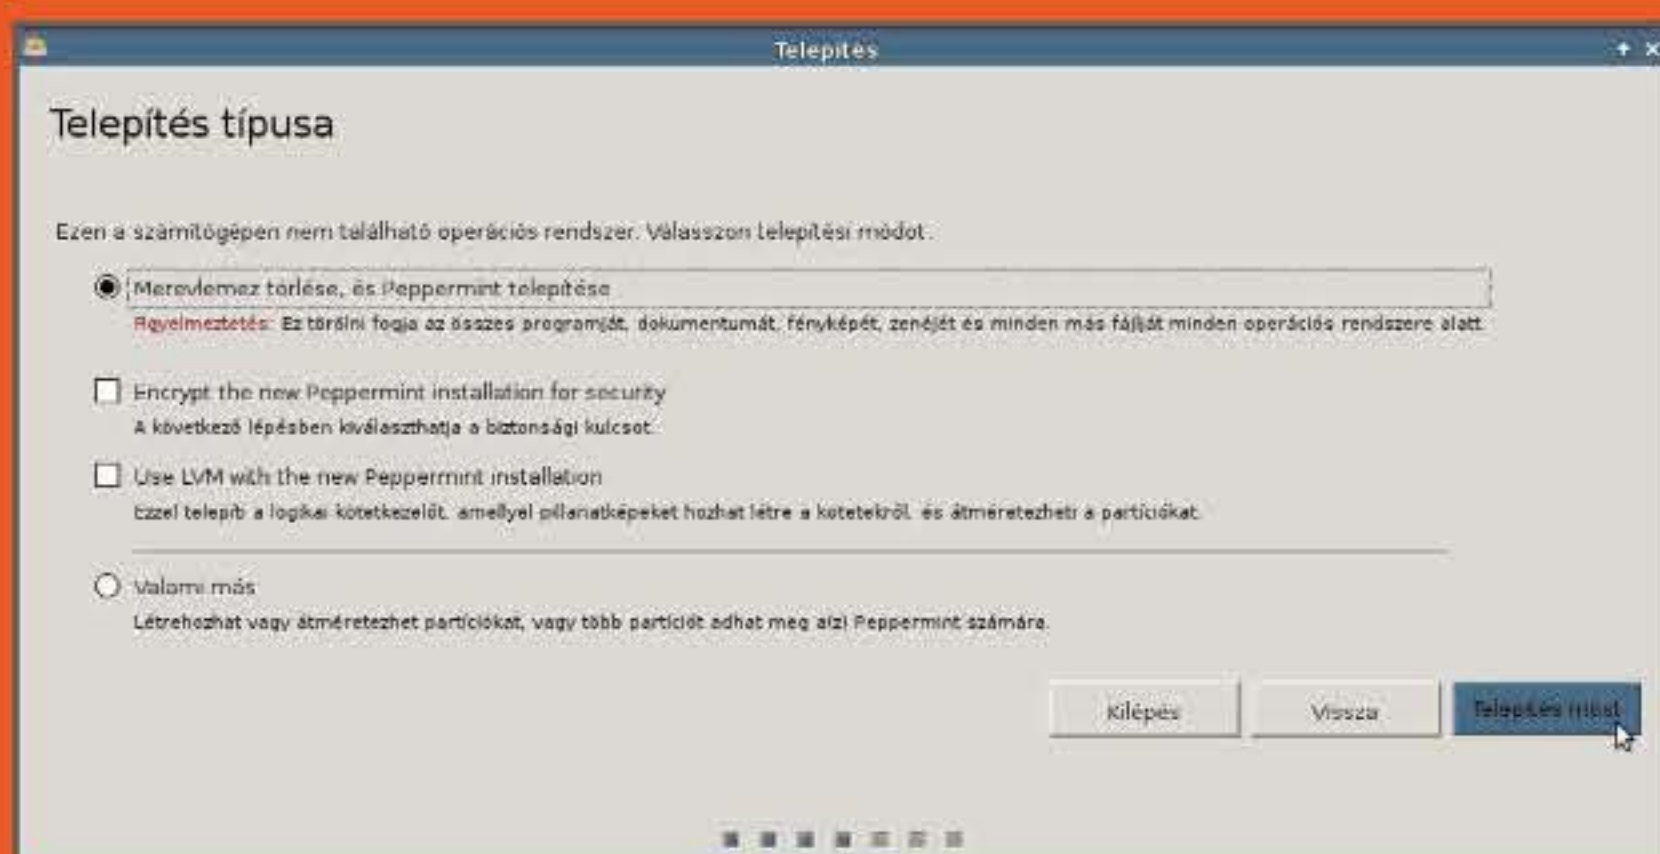 Telepítés
Telepítés típusa
Ezen a számítógépen nem található operációs rendszer. Válasszon telepítési módot.
Merevlemez törlése, és Peppermint telepítése
Figyelmeztetés: Ez törölni fogja az összes programját, dokumentumát, fényképét, zenéjét és minden más fájlját minden operációs rendszere alatt.
Encrypt the new Peppermint installation for security
A következő lépésben kiválaszthatja a biztonsági kulcsot.
Use LVM with the new Peppermint installation
Ezzel telepíti a logikai kötetkezelőt, amellyel pillanatképeket hozhat létre a kötetekről, és átméretezheti a partíciókat.
Valami más
Létrehozhat vagy átméretezhet partíciókat, vagy több partíciót adhat meg a(z) Peppermint számára.
Kilépés
Vissza
Telepítés most